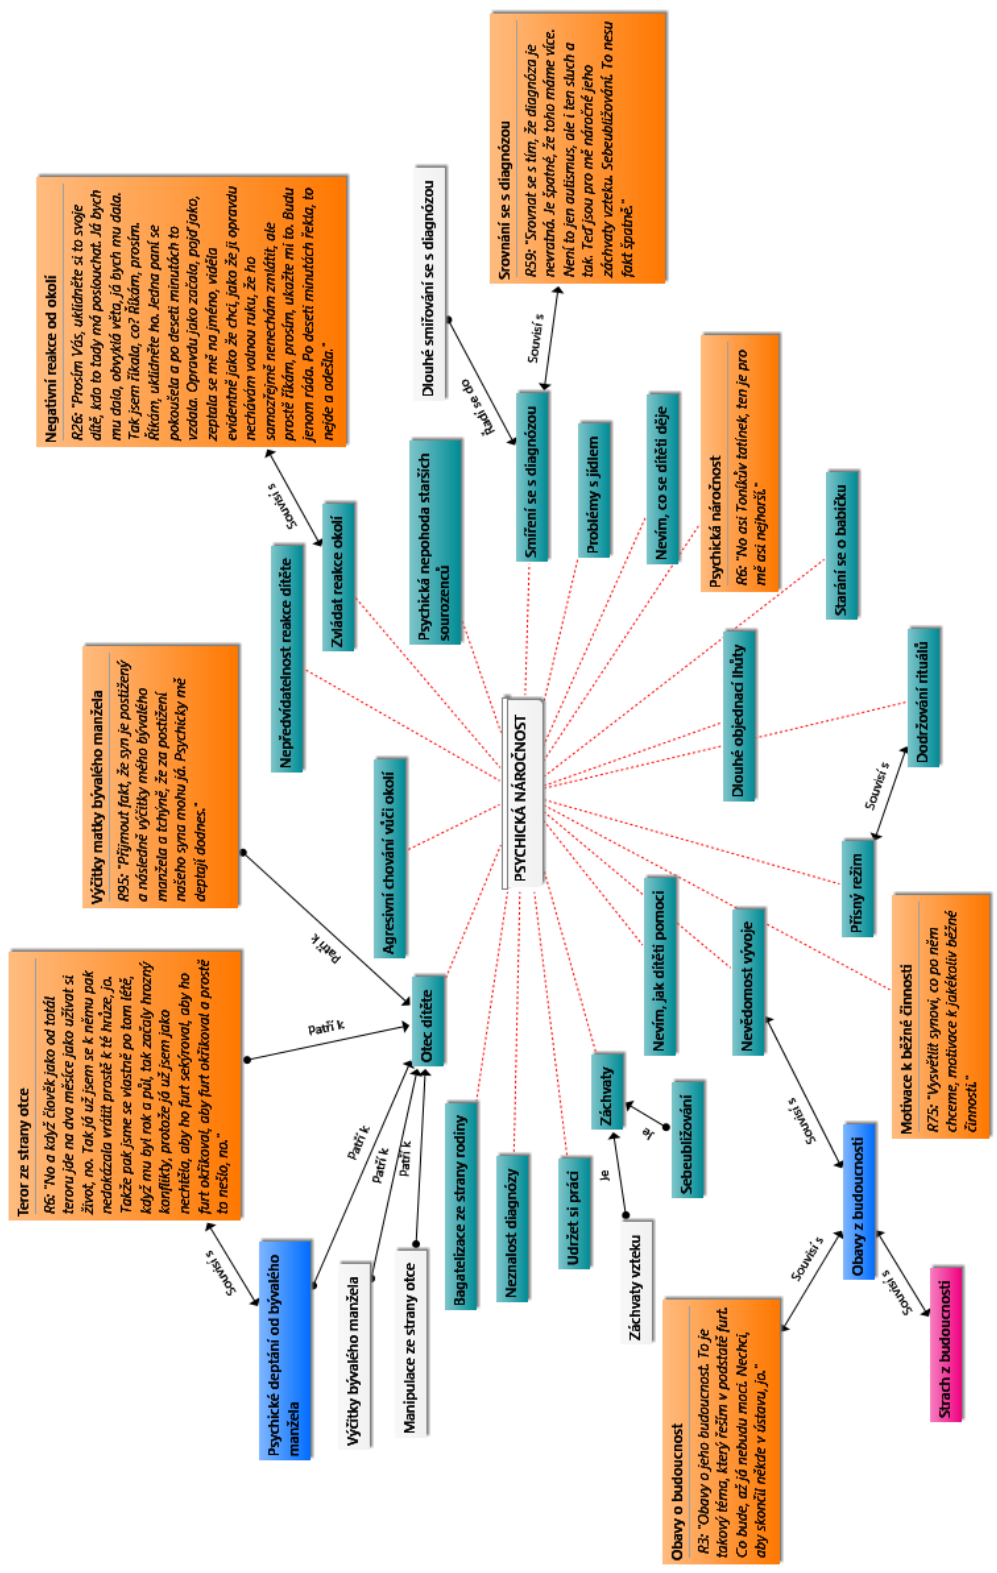 Teror ze strany otce
R6: "No a když člověk jako od totál
teroru jde na dva měsíce jako užívat si
život, no. Tak já už jsem se k němu pak
nedokázala vrátit prostě k té hrůze, jo.
Takže pak jsme se vlastně po tom létě,
když mu byl rok a půl, tak začaly hrozný
konflikty, protože já už jsem jako
nechtěla, aby ho furt sekýroval, aby ho
furt okřikoval, aby furt okřikoval a prostě
to nešlo, no."
Výčitky matky bývalého manžela
R95: "Přijmout fakt, že syn je postižený
a následné výčitky mého bývalého
manžela a tchýně, že za postižení
našeho syna mohu já. Psychicky mě
deptají dodnes."
Negativní reakce od okolí
R26: "Prosím Vás, uklidněte si to svoje
dítě, kdo to tady má poslouchat. Já bych
mu dala, obvyklá věta, já bych mu dala.
Tak jsem říkala, co? Říkám, prosím.
Říkám, uklidněte ho. Jedna paní se
pokoušela a po deseti minutách to
vzdala. Opravdu jako začala, pojď jako,
zeptala se mě na jméno, viděla
evidentně jako že chci, jako že ji opravdu
nechávám volnou ruku, že ho
samozřejmě nenechám zmlátit, ale
prostě říkám, prosím, ukažte mi to. Budu
jenom ráda. Po deseti minutách řekla, to
nejde a odešla."
Souvisí s
Patří k
Patří k
Souvisí s
Psychické deptání od bývalého
manžela
Nepředvídatelnost reakce dítěte
Zvládat reakce okolí
Patří k
Výčitky bývalého manžela
Patří k
Manipulace ze strany otce
Patří k
Otec dítěte
Agresivní chování vůči okolí
Psychická nepohoda starších
sourozenců
Dlouhé smiřování se s diagnózou
Řadí se do
Bagatelizace ze strany rodiny
Neznalost diagnózy
Udržet si práci
PSYCHICKÁ NÁROČNOST
Smíření se s diagnózou
Souvisí s
Srovnání se s diagnózou
R59: "Srovnat se s tím, že diagnóza je
nevratná. Je špatné, že toho máme více.
Není to jen autismus, ale i ten sluch a
tak. Teď jsou pro mě náročné jeho
záchvaty vzteku. Sebeubližování. To nesu
fakt špatně."
Problémy s jídlem
Záchvaty vzteku
Je
Záchvaty
Je
Sebeubližování
Nevím, jak dítěti pomoci
Nevím, co se dítěti děje
Obavy o budoucnost
R3: "Obavy o jeho budoucnost. To je
takový téma, který řeším v podstatě furt.
Co bude, až já nebudu moci. Nechci,
aby skončil někde v ústavu, jo."
Souvisí s
Souvisí s
Nevědomost vývoje
Dlouhé objednací lhůty
Psychická náročnost
R6: "No asi Toníkův tatínek, ten je pro
mě asi nejhorší."
Obavy z budoucnosti
Přísný režim
Souvisí s
Starání se o babičku
Souvisí s
Strach z budoucnosti
Motivace k běžné činnosti
R75: "Vysvětlit synovi, co po něm
chceme, motivace k jakékoliv běžné
činnosti."
Dodržování rituálů